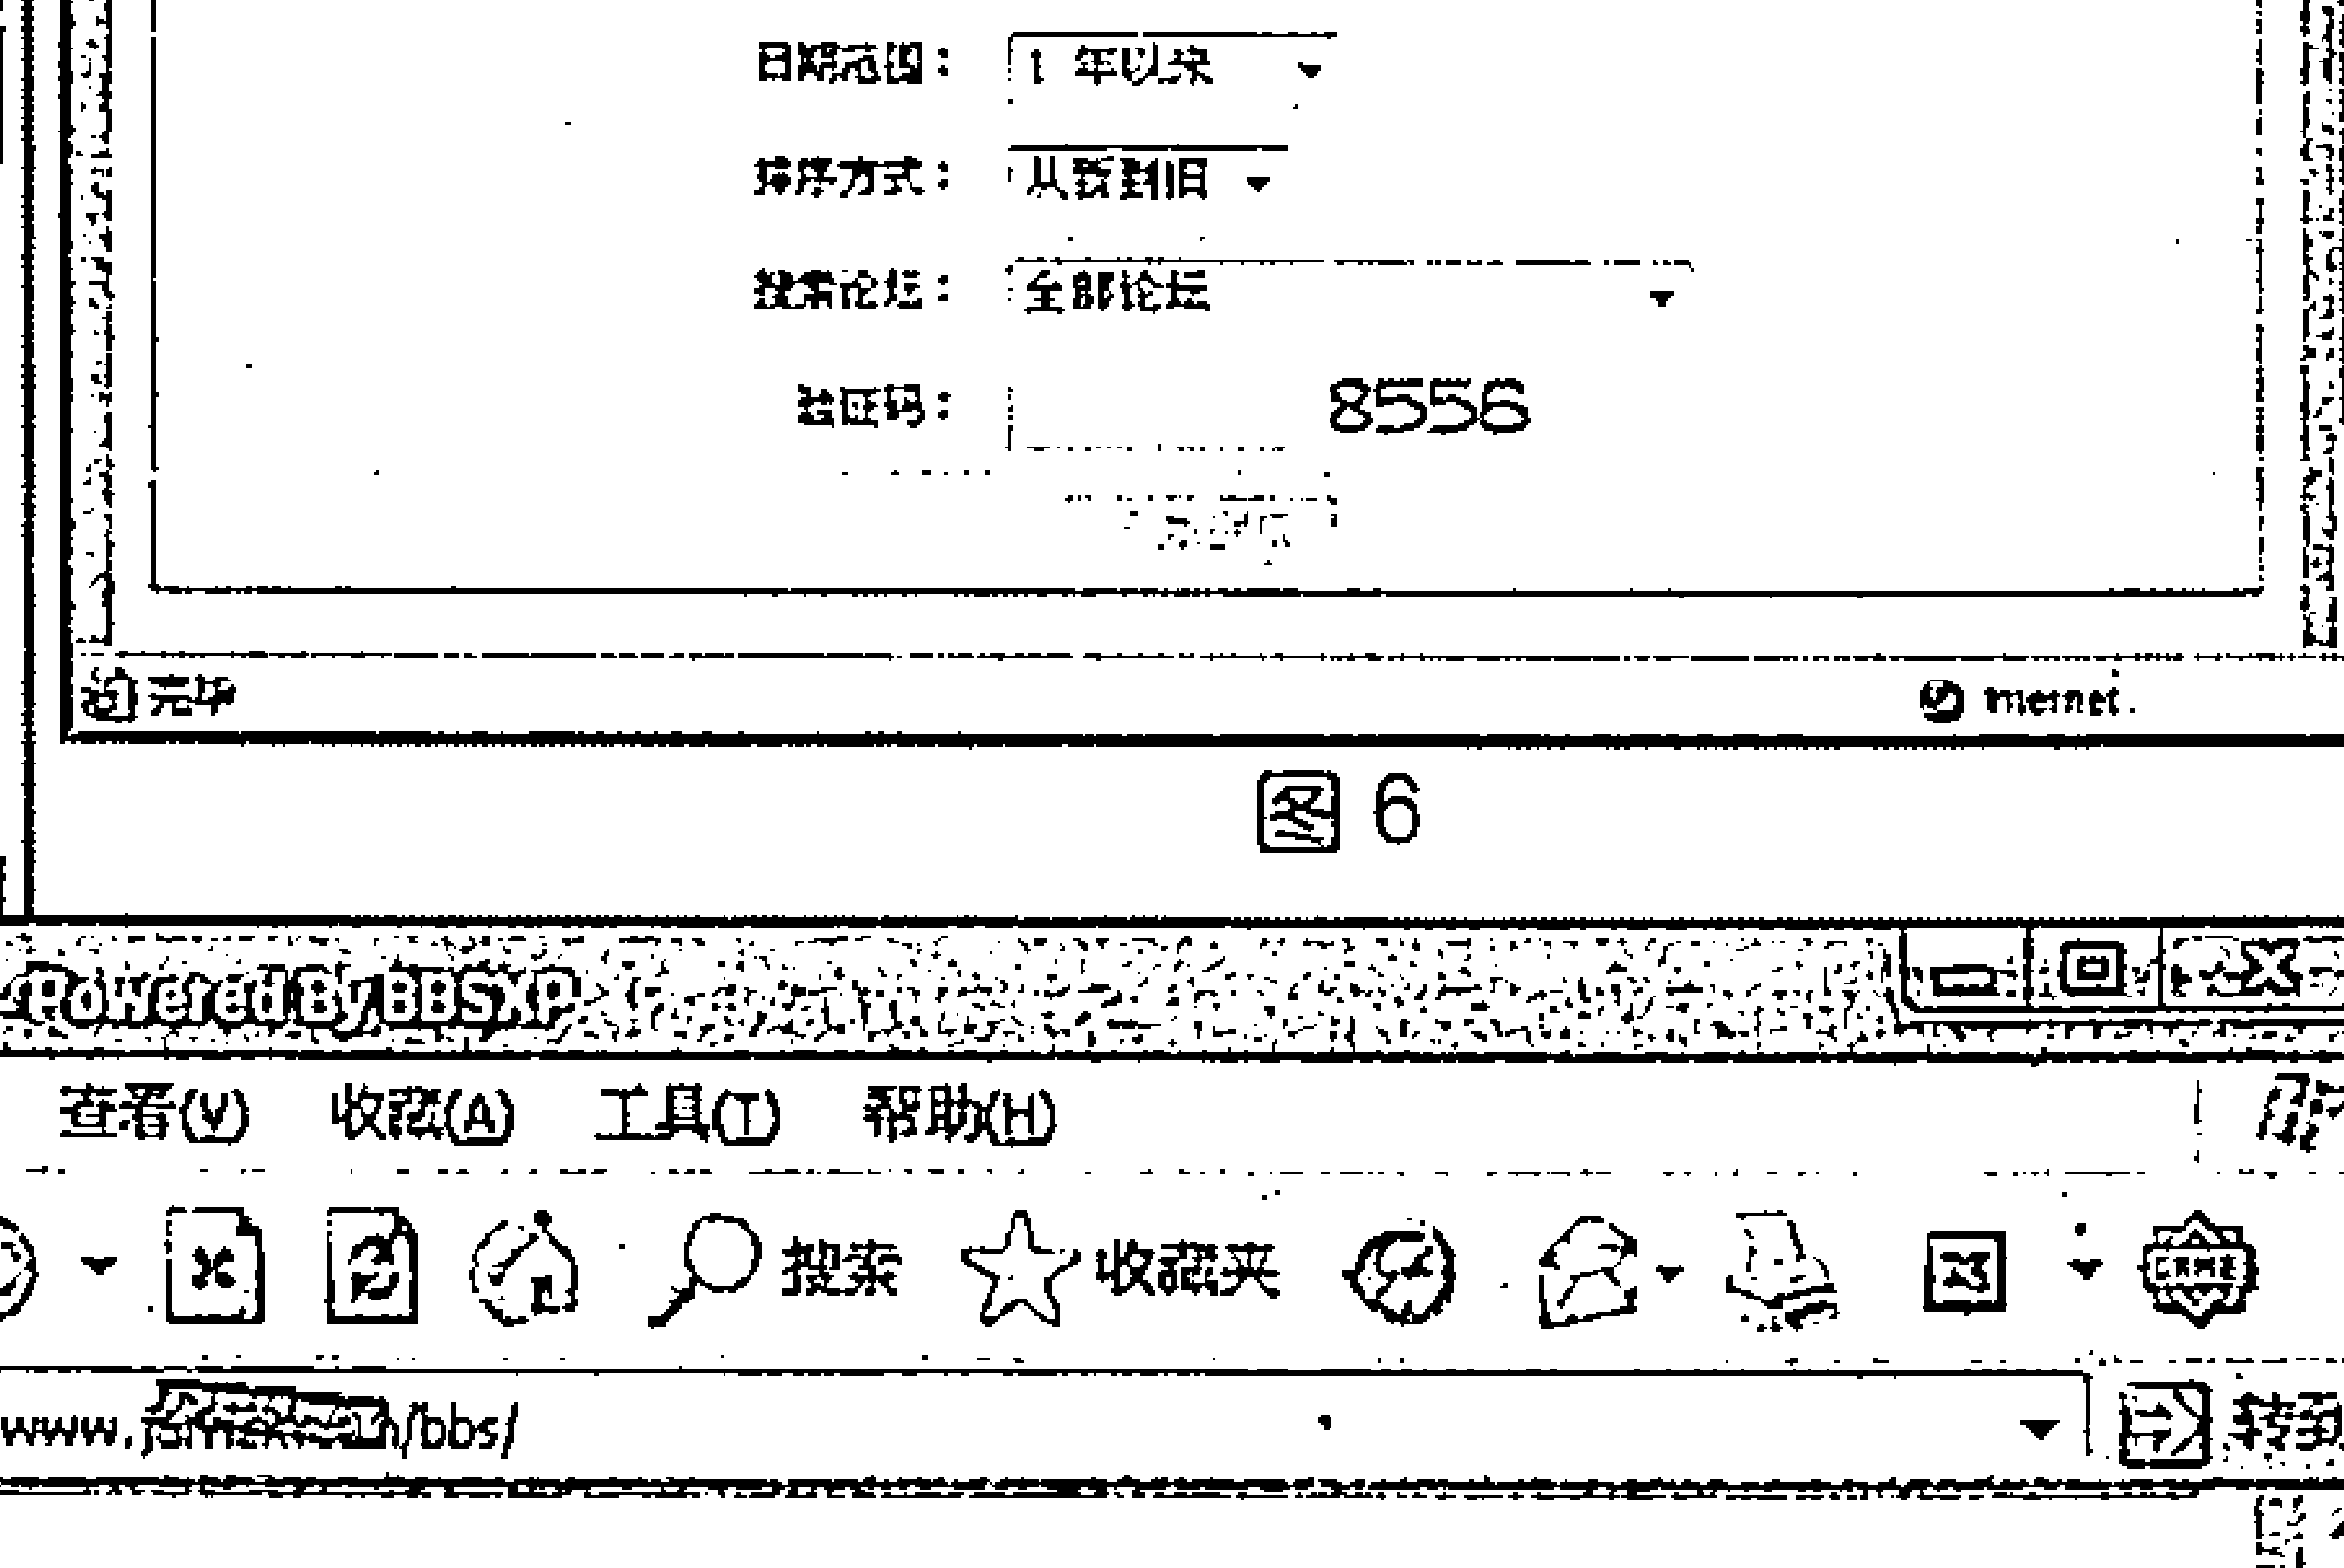 日期范围： 1 年以来
排序方式： 从新到旧
搜索论坛： 全部论坛
验证码： 8556
完毕 Internet
图 6
Powered By BBSXP
查看(V) 收藏(A) 工具(T) 帮助(H)
搜索 收藏夹
www. /bbs/ 转到